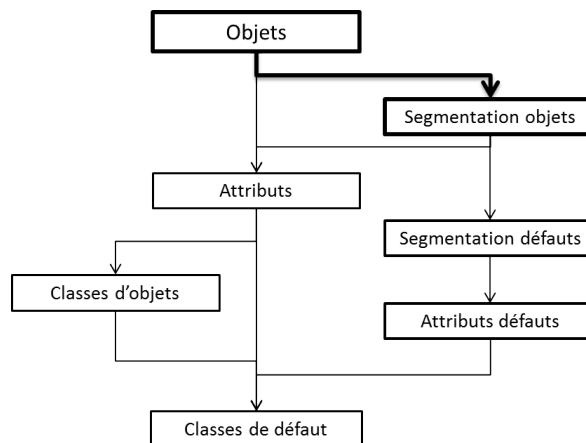 Objets
Segmentation objets
Attributs
Segmentation défauts
Classes d’objets
Attributs défauts
Classes de défaut